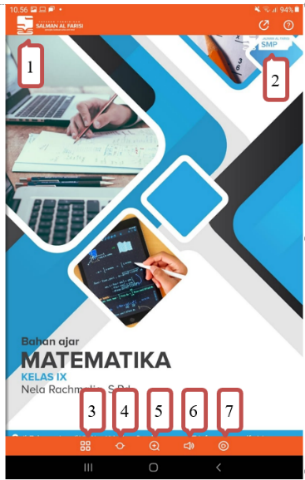 10.56
94%
SALMAN AL FARISI
SMP
1
2
Bahan ajar
MATEMATIKA
KELAS IX
Nela Rachmalia, S.Pd
3
4
5
6
7